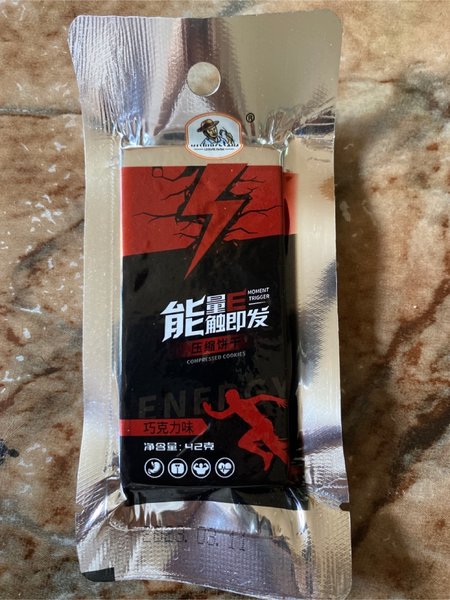 ®
能量E
MOMENT
TRIGGER
触即发
压缩饼干
COMPRESSED COOKIES
ENERGY
巧克力味
净含量:42克